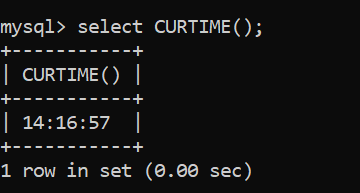 mysql> select CURTIME();
+-----------+
| CURTIME() |
+-----------+
| 14:16:57  |
+-----------+
1 row in set (0.00 sec)